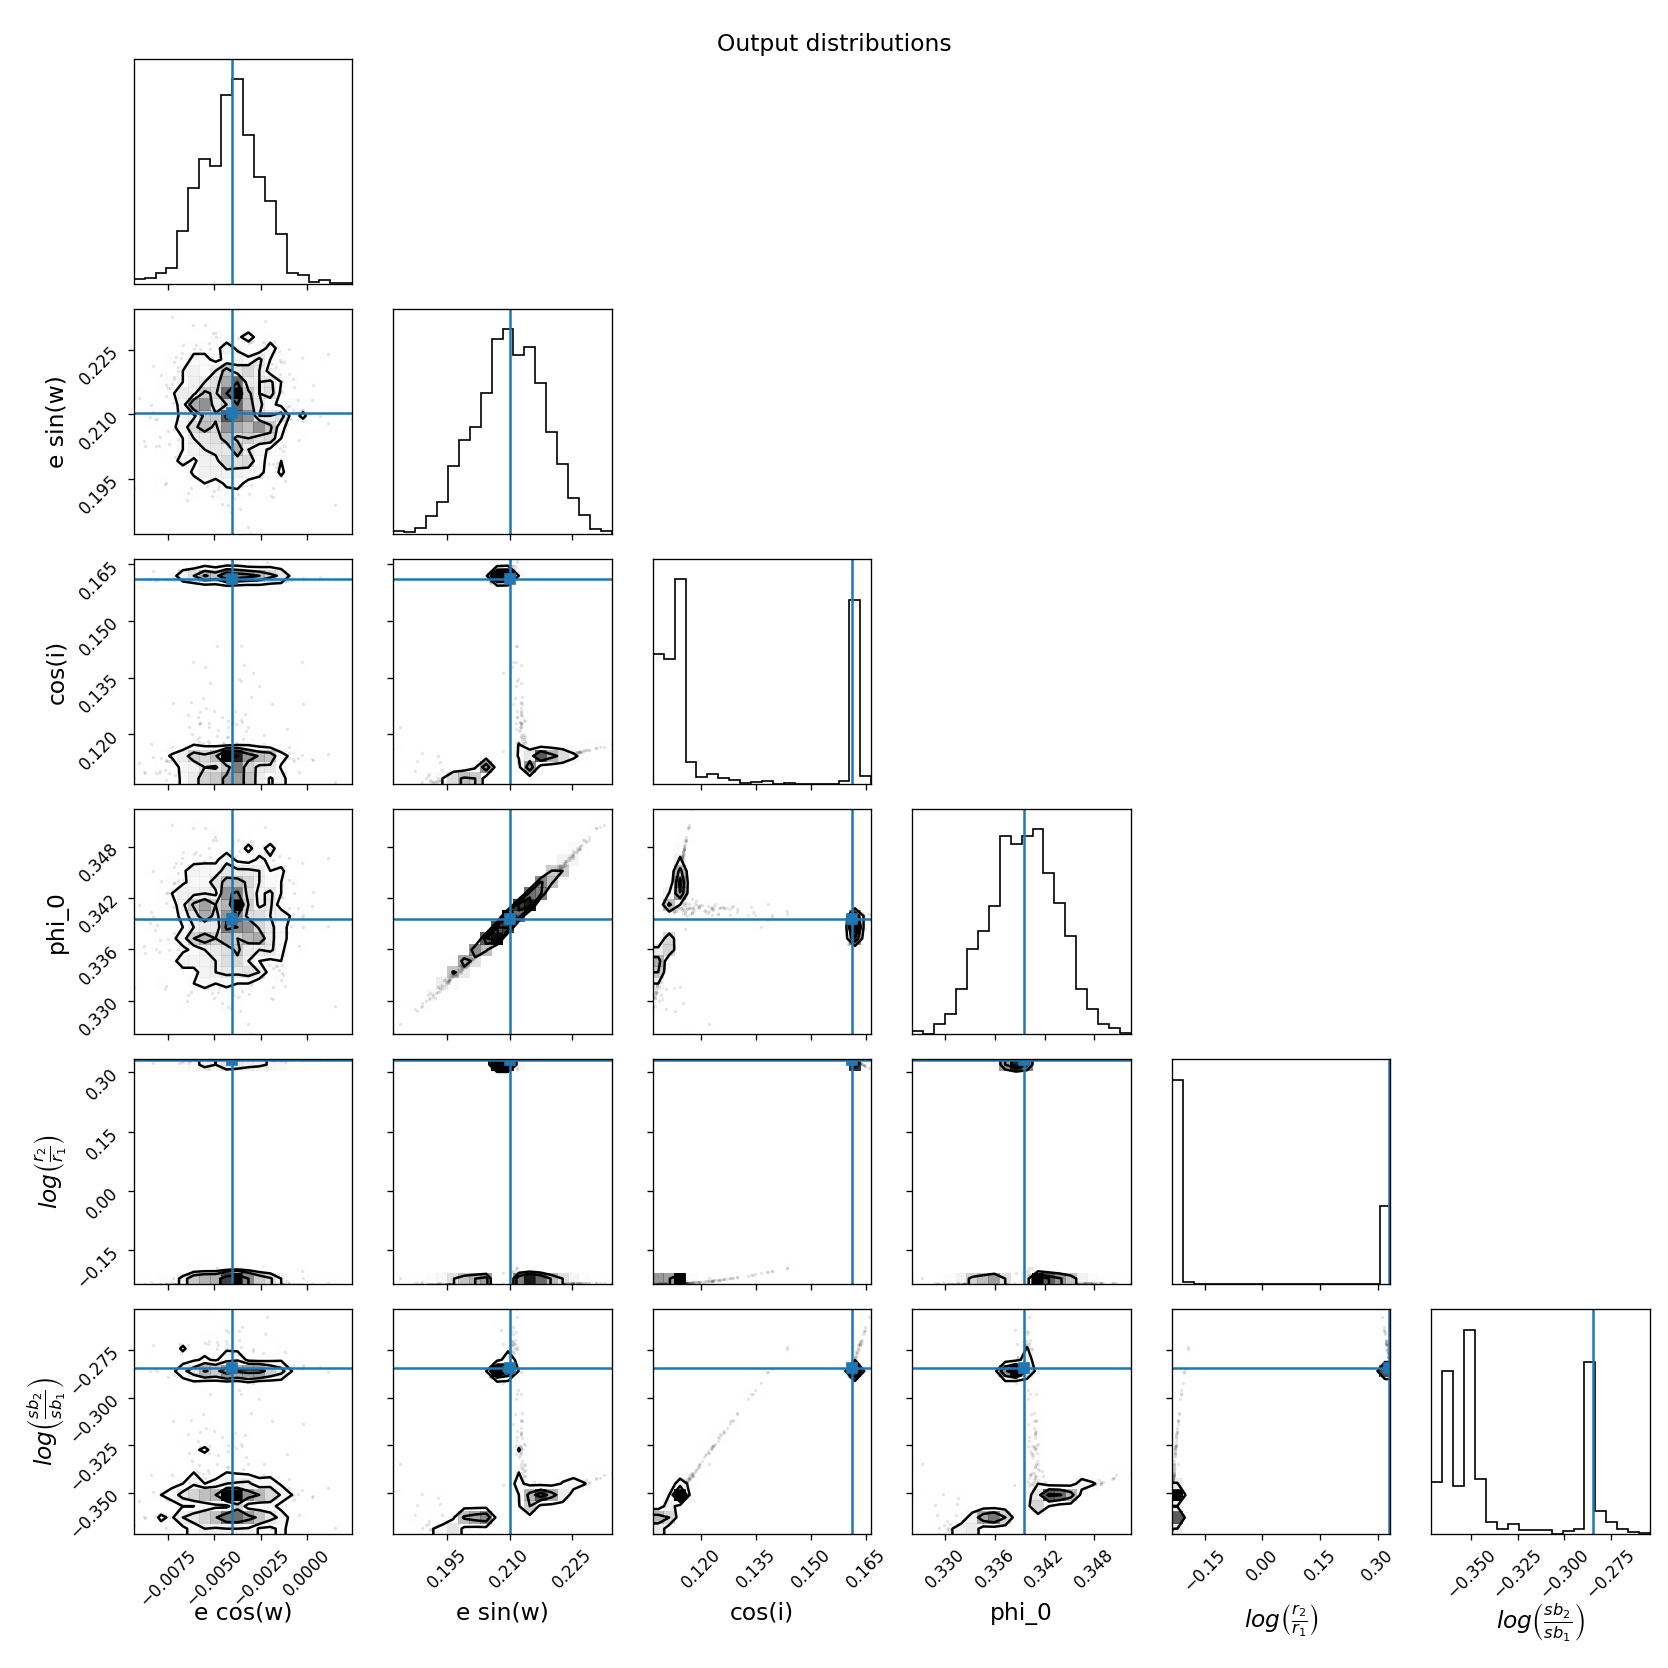 Output distributions
e sin(w)
0.225
0.210
0.195
cos(i)
0.165
0.150
0.135
0.120
phi_0
0.348
0.342
0.336
0.330
log(r₂/r₁)
0.30
0.15
0.00
−0.15
log(sb₂/sb₁)
−0.275
−0.300
−0.325
−0.350
−0.0075 −0.0050 −0.0025 0.0000 0.195 0.210 0.225 0.120 0.135 0.150 0.165 0.330 0.336 0.342 0.348 −0.15 0.00 0.15 0.30 −0.350 −0.325 −0.300 −0.275
e cos(w) e sin(w) cos(i) phi_0 log(r₂/r₁) log(sb₂/sb₁)